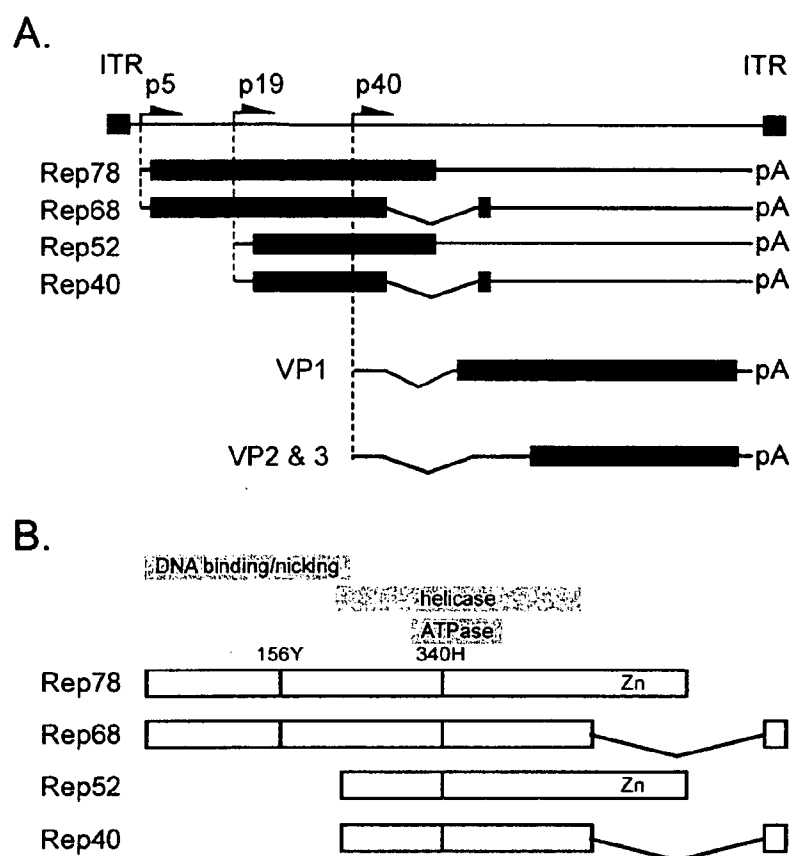 A.
ITR p5 p19 p40 ITR
Rep78 pA
Rep68 pA
Rep52 pA
Rep40 pA
VP1 pA
VP2 & 3 pA
B.
DNA binding/nicking
helicase
ATPase
156Y 340H
Rep78 Zn
Rep68
Rep52 Zn
Rep40